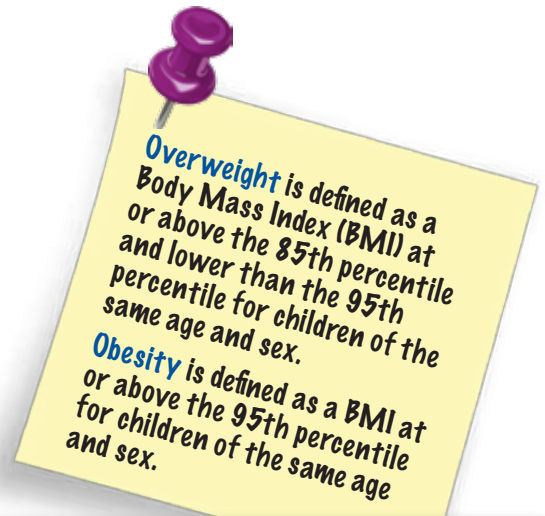 Overweight is defined as a
Body Mass Index (BMI) at
or above the 85th percentile
and lower than the 95th
percentile for children of the
same age and sex.
Obesity is defined as a BMI at
or above the 95th percentile
for children of the same age
and sex.